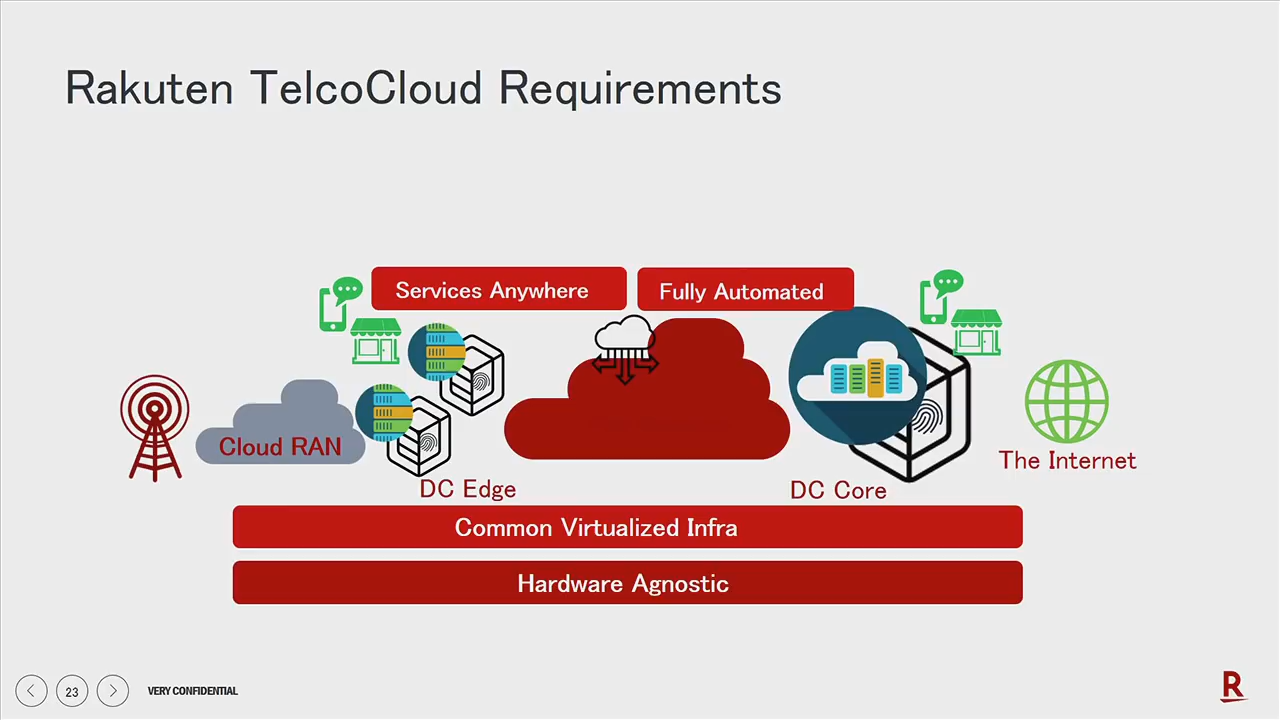 Rakuten TelcoCloud Requirements
Services Anywhere
Fully Automated
Cloud RAN
The Internet
DC Edge
DC Core
Common Virtualized Infra
Hardware Agnostic
23
VERY CONFIDENTIAL
R